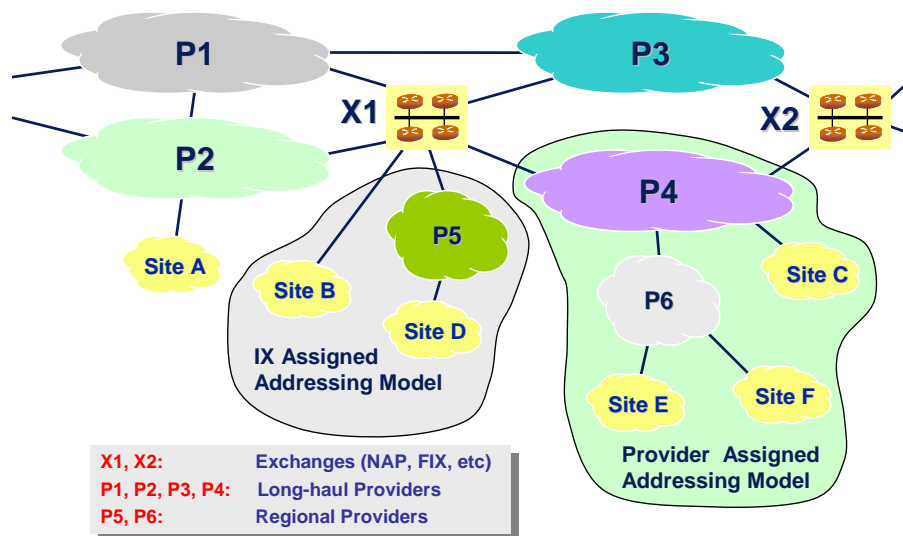 P1
P3
X1
X2
P2
P4
P5
Site A
Site B
Site C
P6
Site D
IX Assigned
Addressing Model
Site E
Site F
Provider Assigned
Addressing Model
X1, X2: Exchanges (NAP, FIX, etc)
P1, P2, P3, P4: Long-haul Providers
P5, P6: Regional Providers